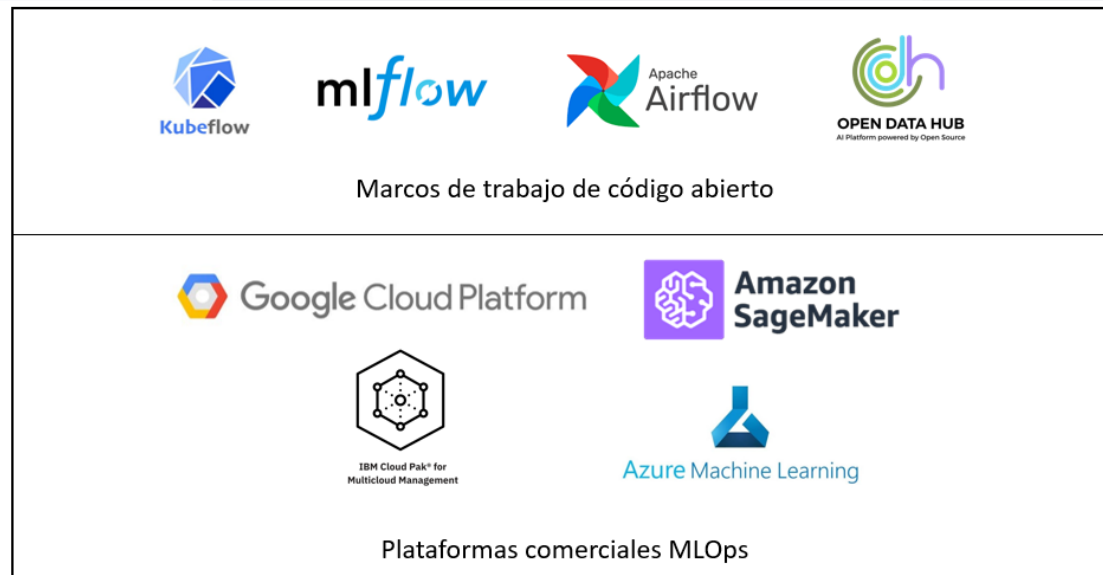 Kubeflow
mlflow
Apache
Airflow
OPEN DATA HUB
AI Platform powered by Open Source
Marcos de trabajo de código abierto
Google Cloud Platform
Amazon
SageMaker
IBM Cloud Pak® for
Multicloud Management
Azure Machine Learning
Plataformas comerciales MLOps